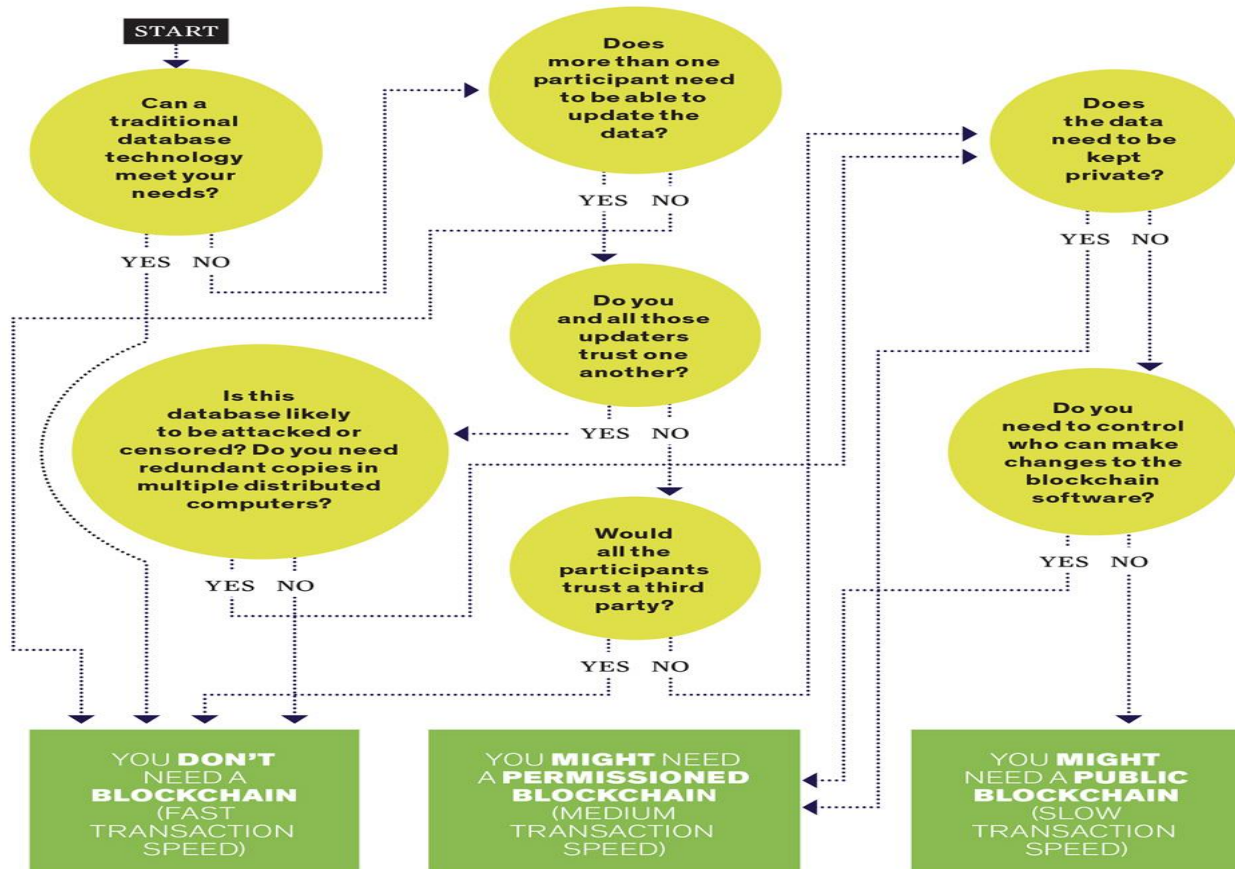 START
Can a
traditional
database
technology
meet your
needs?
YES NO
Does
more than one
participant need
to be able to
update the
data?
YES NO
Do you
and all those
updaters
trust one
another?
YES NO
Is this
database likely
to be attacked or
censored? Do you need
redundant copies in
multiple distributed
computers?
YES NO
Would
all the
participants
trust a third
party?
YES NO
Does
the data
need to be
kept
private?
YES NO
Do you
need to control
who can make
changes to the
blockchain
software?
YES NO
YOU DON'T
NEED A
BLOCKCHAIN
(FAST
TRANSACTION
SPEED)
YOU MIGHT NEED
A PERMISSIONED
BLOCKCHAIN
(MEDIUM
TRANSACTION
SPEED)
YOU MIGHT
NEED A PUBLIC
BLOCKCHAIN
(SLOW
TRANSACTION
SPEED)